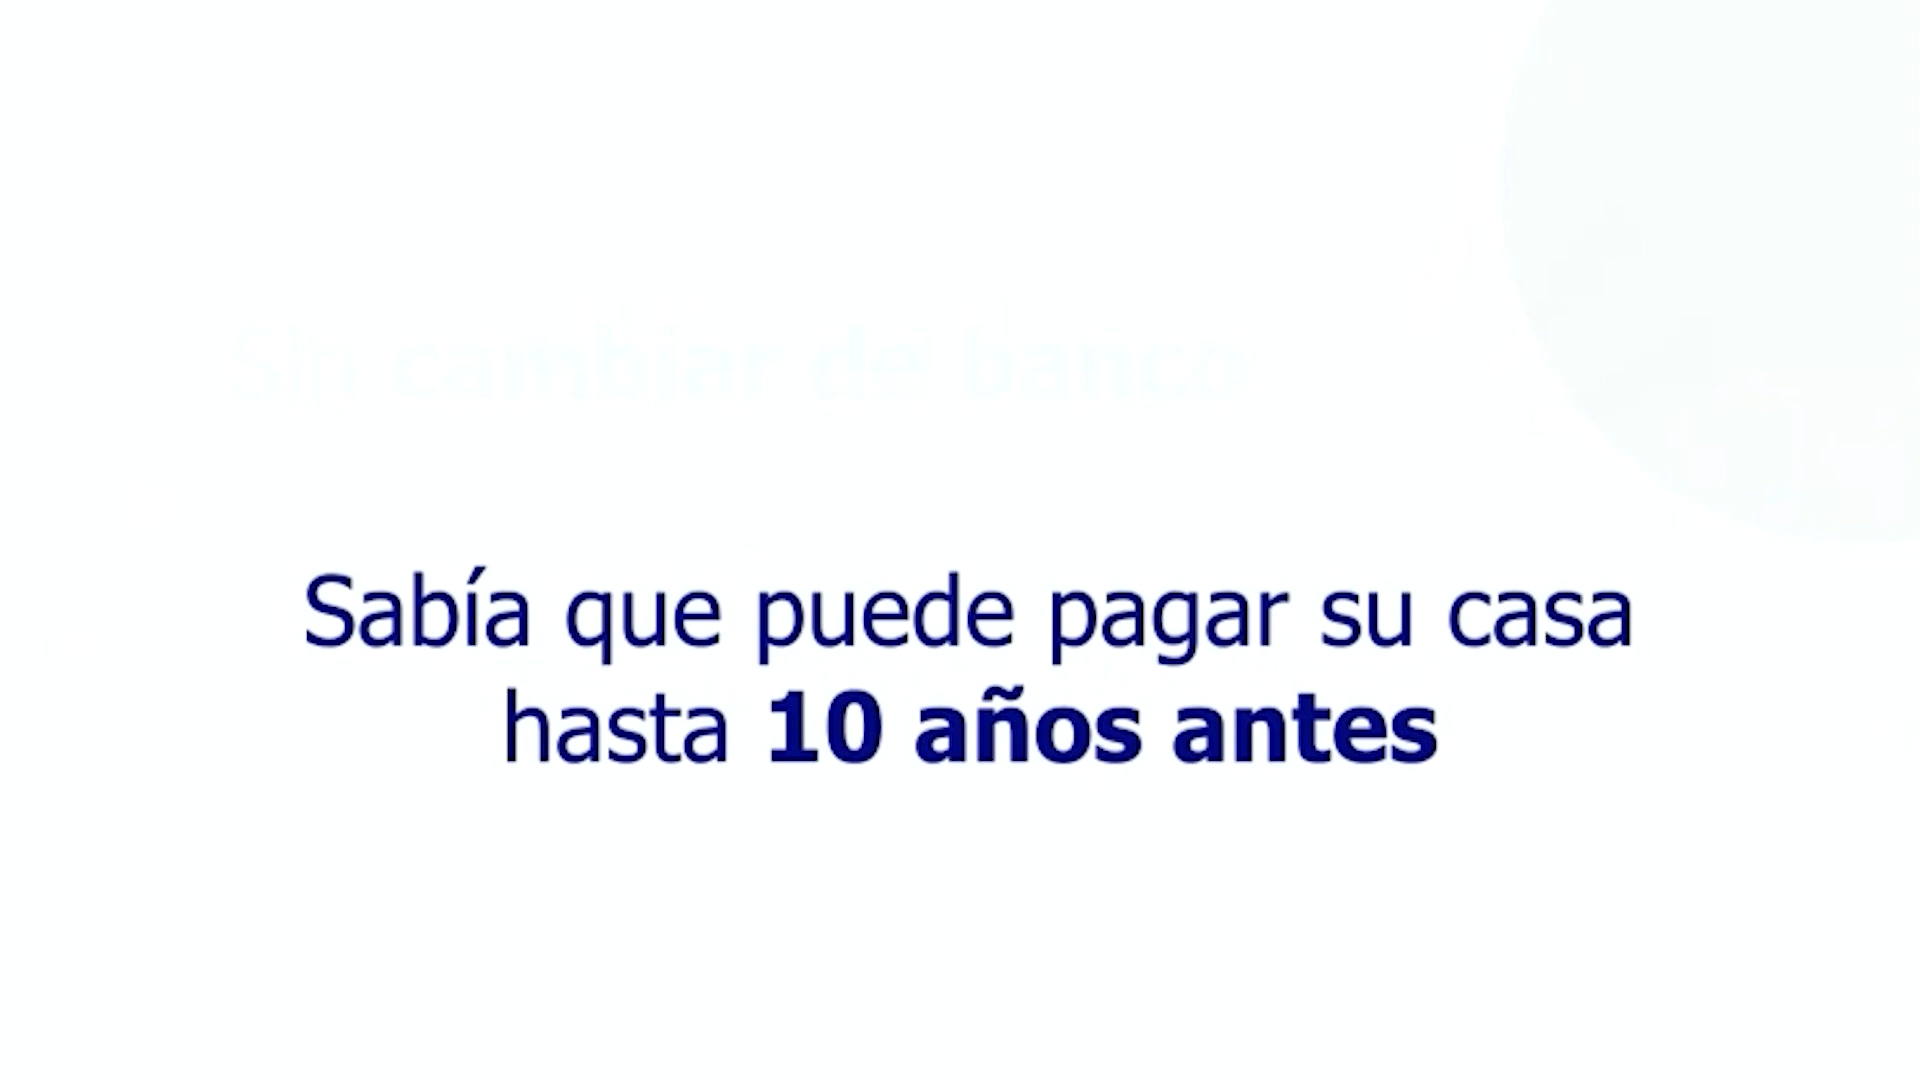 Sin cambiar de banco
Sabía que puede pagar su casa
hasta 10 años antes